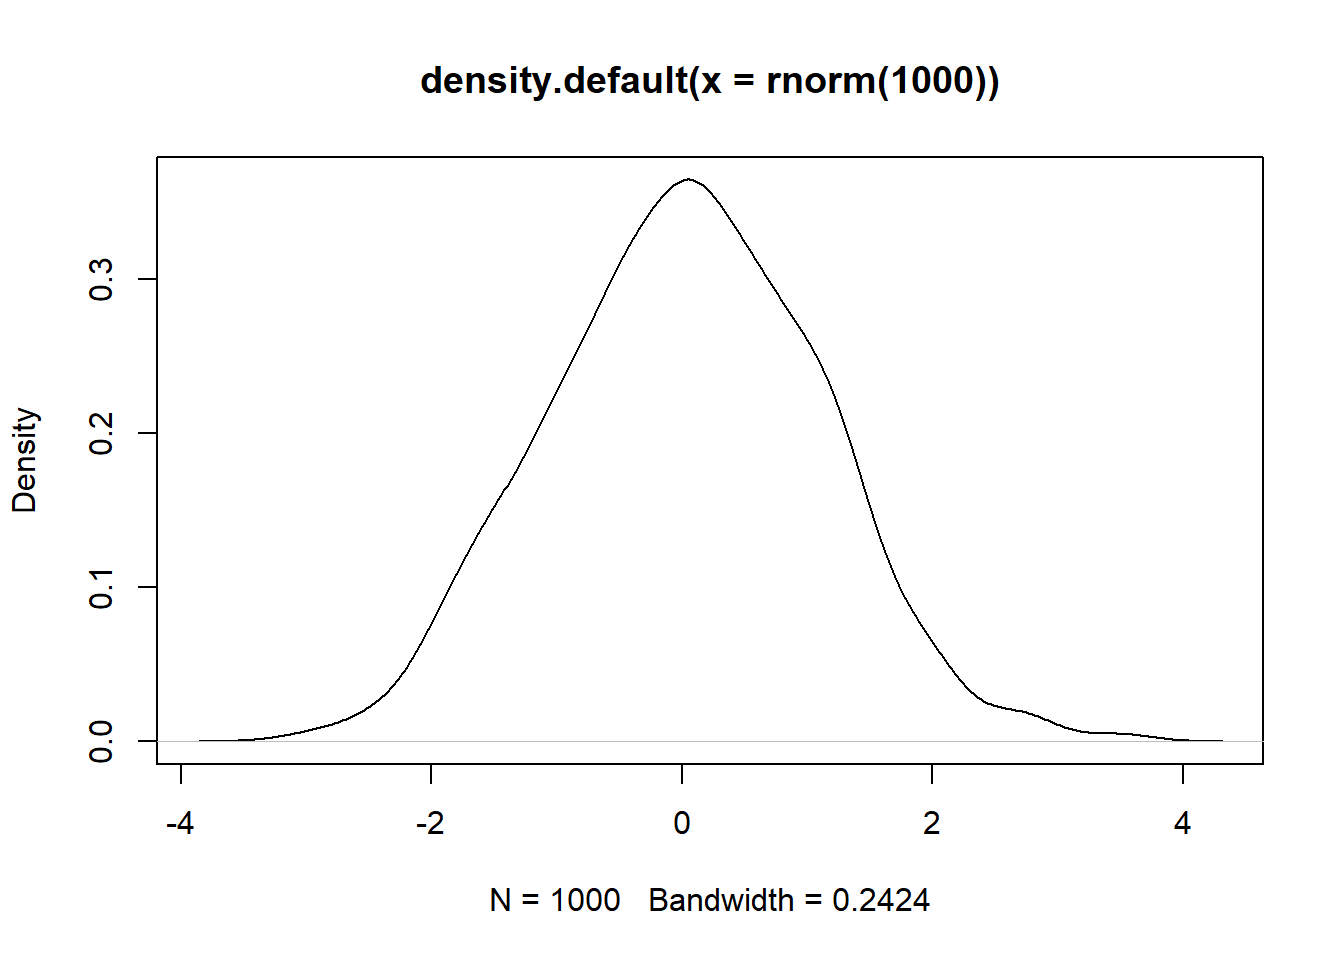 density.default(x = rnorm(1000))
Density
0.3
0.2
0.1
0.0
-4 -2 0 2 4
N = 1000   Bandwidth = 0.2424